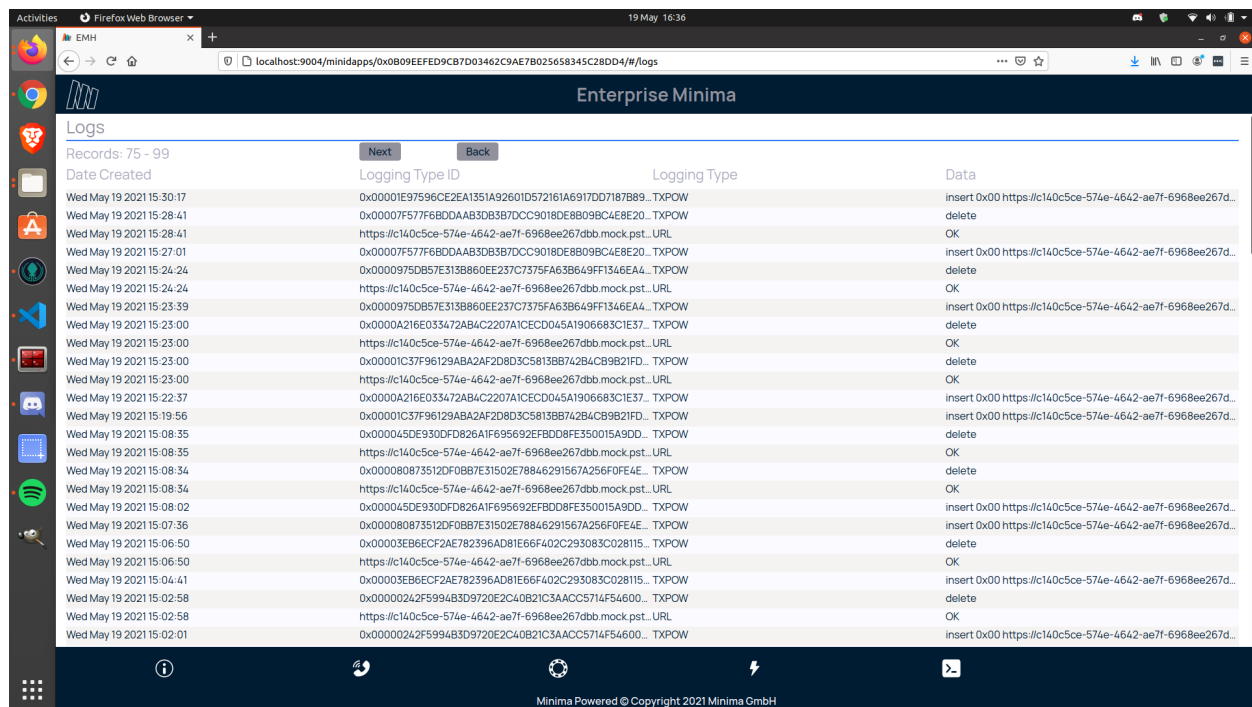 Activities Firefox Web Browser 19 May 16:36
EMH
localhost:9004/minidapps/0x0B09EEFED9CB7D03462C9AE7B025658345C28DD4/#/logs
Enterprise Minima
Logs
Records: 75 - 99 Next Back
Date Created Logging Type ID Logging Type Data
Wed May 19 2021 15:30:17 0x00001E97596CE2EA1351A92601D572161A6917DD7187B89... TXPOW insert 0x00 https://c140c5ce-574e-4642-ae7f-6968ee267d...
Wed May 19 2021 15:28:41 0x00007F577F6BDDAAB3DB3B7DCC9018DE8B09BC4E8E20... TXPOW delete
Wed May 19 2021 15:28:41 https://c140c5ce-574e-4642-ae7f-6968ee267dbb.mock.pst... URL OK
Wed May 19 2021 15:27:01 0x00007F577F6BDDAAB3DB3B7DCC9018DE8B09BC4E8E20... TXPOW insert 0x00 https://c140c5ce-574e-4642-ae7f-6968ee267d...
Wed May 19 2021 15:24:24 0x0000975DB57E313B860EE237C7375FA63B649FF1346EA4... TXPOW delete
Wed May 19 2021 15:24:24 https://c140c5ce-574e-4642-ae7f-6968ee267dbb.mock.pst... URL OK
Wed May 19 2021 15:23:39 0x0000975DB57E313B860EE237C7375FA63B649FF1346EA4... TXPOW insert 0x00 https://c140c5ce-574e-4642-ae7f-6968ee267d...
Wed May 19 2021 15:23:00 0x0000A216E033472AB4C2207A1CECD045A1906683C1E37... TXPOW delete
Wed May 19 2021 15:23:00 https://c140c5ce-574e-4642-ae7f-6968ee267dbb.mock.pst... URL OK
Wed May 19 2021 15:23:00 0x00001C37F96129ABA2AF2D8D3C5813BB742B4CB9B21FD... TXPOW delete
Wed May 19 2021 15:23:00 https://c140c5ce-574e-4642-ae7f-6968ee267dbb.mock.pst... URL OK
Wed May 19 2021 15:22:37 0x0000A216E033472AB4C2207A1CECD045A1906683C1E37... TXPOW insert 0x00 https://c140c5ce-574e-4642-ae7f-6968ee267d...
Wed May 19 2021 15:19:56 0x00001C37F96129ABA2AF2D8D3C5813BB742B4CB9B21FD... TXPOW insert 0x00 https://c140c5ce-574e-4642-ae7f-6968ee267d...
Wed May 19 2021 15:08:35 0x000045DE930DFD826A1F695692EFBDD8FE350015A9DD... TXPOW delete
Wed May 19 2021 15:08:35 https://c140c5ce-574e-4642-ae7f-6968ee267dbb.mock.pst... URL OK
Wed May 19 2021 15:08:34 0x000080873512DF0BB7E31502E78846291567A256F0FE4E... TXPOW delete
Wed May 19 2021 15:08:34 https://c140c5ce-574e-4642-ae7f-6968ee267dbb.mock.pst... URL OK
Wed May 19 2021 15:08:02 0x000045DE930DFD826A1F695692EFBDD8FE350015A9DD... TXPOW insert 0x00 https://c140c5ce-574e-4642-ae7f-6968ee267d...
Wed May 19 2021 15:07:36 0x000080873512DF0BB7E31502E78846291567A256F0FE4E... TXPOW insert 0x00 https://c140c5ce-574e-4642-ae7f-6968ee267d...
Wed May 19 2021 15:06:50 0x00003EB6ECF2AE782396AD81E66F402C293083C028115... TXPOW delete
Wed May 19 2021 15:06:50 https://c140c5ce-574e-4642-ae7f-6968ee267dbb.mock.pst... URL OK
Wed May 19 2021 15:04:41 0x00003EB6ECF2AE782396AD81E66F402C293083C028115... TXPOW insert 0x00 https://c140c5ce-574e-4642-ae7f-6968ee267d...
Wed May 19 2021 15:02:58 0x00000242F5994B3D9720E2C40B21C3AACC5714F54600... TXPOW delete
Wed May 19 2021 15:02:58 https://c140c5ce-574e-4642-ae7f-6968ee267dbb.mock.pst... URL OK
Wed May 19 2021 15:02:01 0x00000242F5994B3D9720E2C40B21C3AACC5714F54600... TXPOW insert 0x00 https://c140c5ce-574e-4642-ae7f-6968ee267d...
Minima Powered © Copyright 2021 Minima GmbH